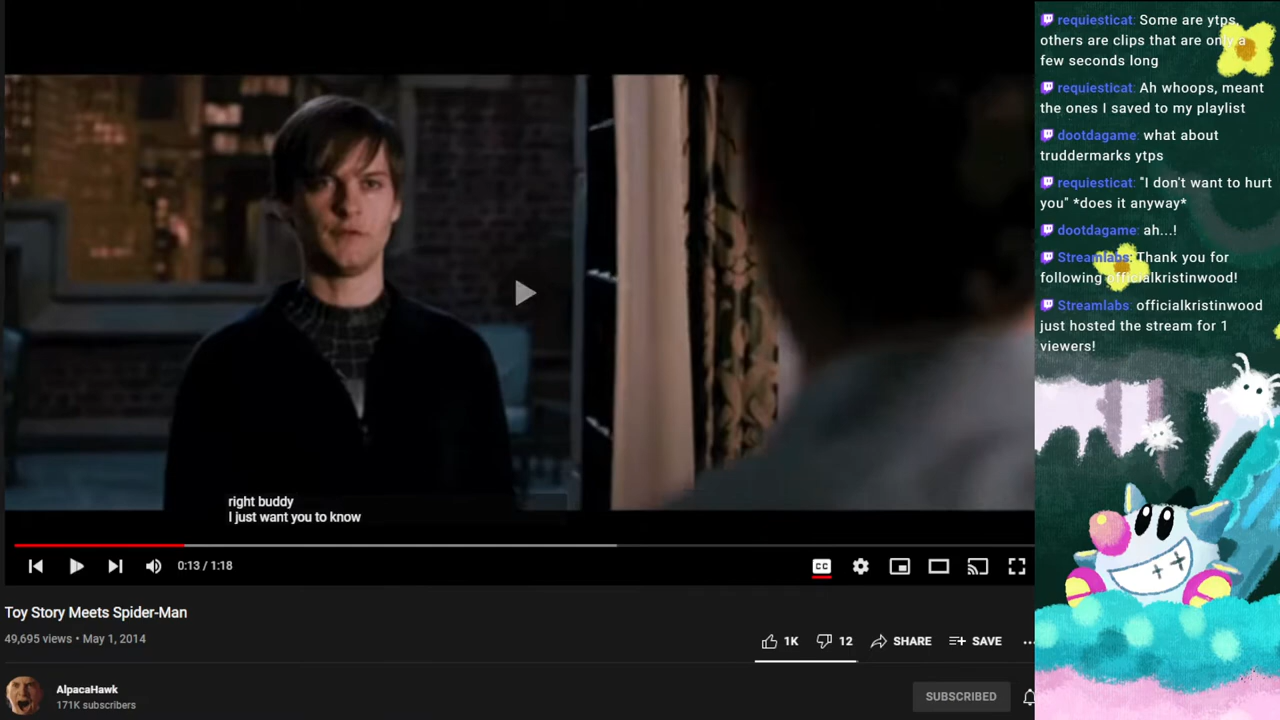 right buddy
I just want you to know
0:13 / 1:18
CC
Toy Story Meets Spider-Man
49,695 views • May 1, 2014
1K
12
SHARE
SAVE
AlpacaHawk
171K subscribers
SUBSCRIBED
requiesticat: Some are ytps,
others are clips that are only a
few seconds long
requiesticat: Ah whoops, meant
the ones I saved to my playlist
dootdagame: what about
truddermarks ytps
requiesticat: "I don't want to hurt
you" *does it anyway*
dootdagame: ah...!
Streamlabs: Thank you for
following officialkristinwood!
Streamlabs: officialkristinwood
just hosted the stream for 1
viewers!